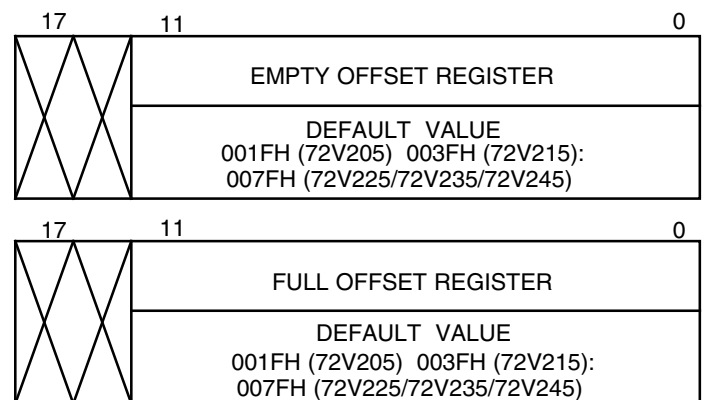 17 11 0
EMPTY OFFSET REGISTER
DEFAULT VALUE
001FH (72V205) 003FH (72V215):
007FH (72V225/72V235/72V245)
17 11 0
FULL OFFSET REGISTER
DEFAULT VALUE
001FH (72V205) 003FH (72V215):
007FH (72V225/72V235/72V245)